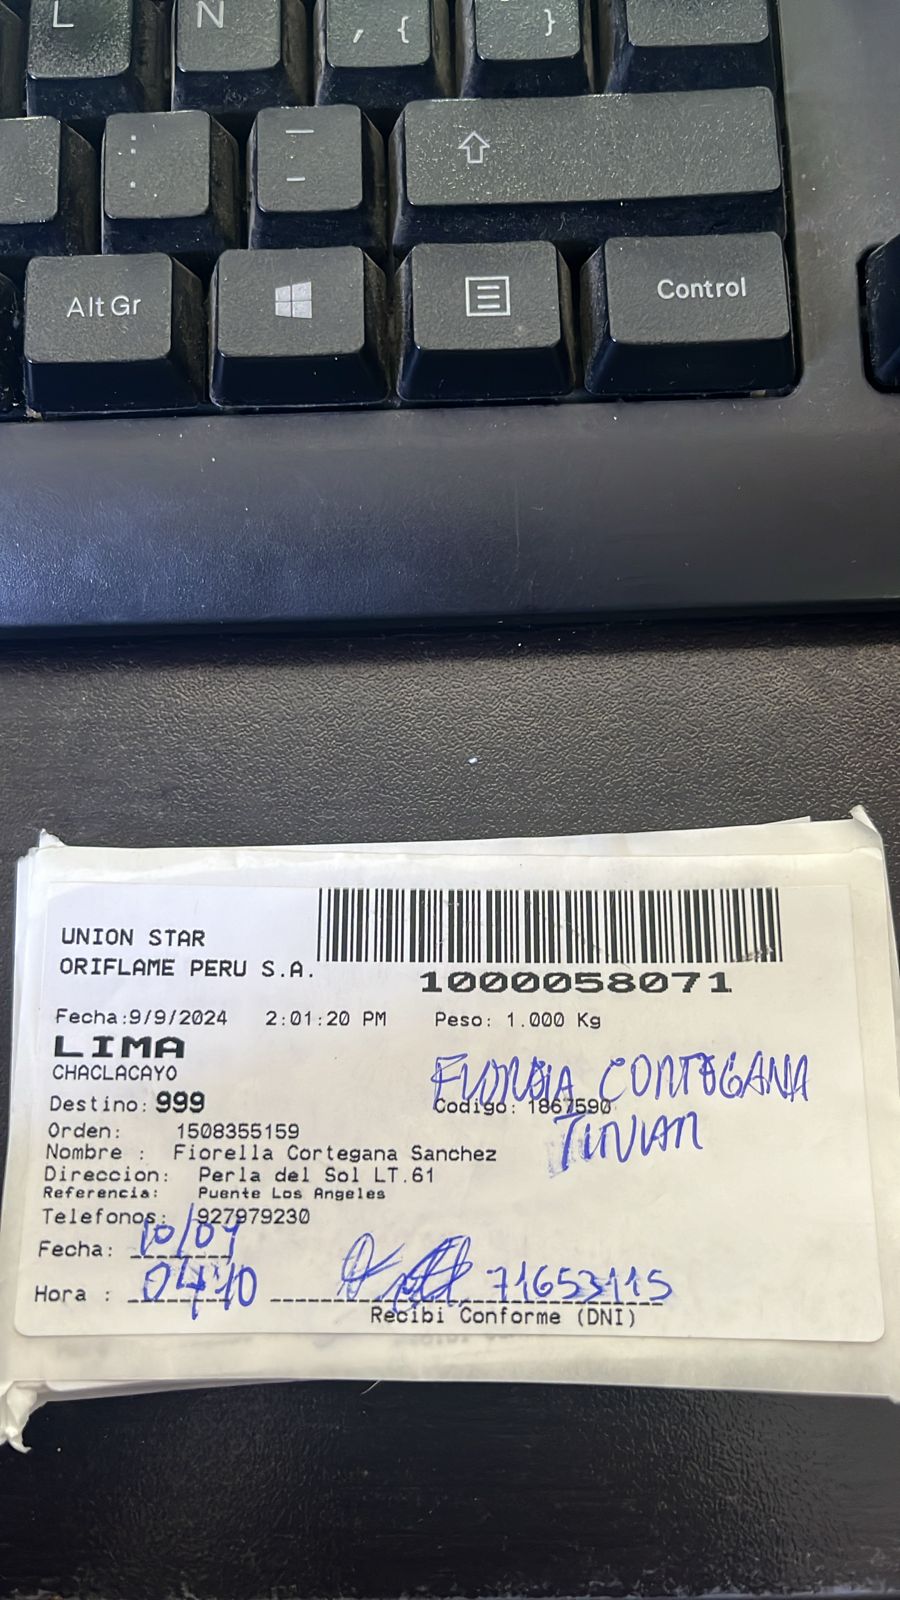 L
N
, {
}
:
.
_
-
Alt Gr
Control
UNION STAR
ORIFLAME PERU S.A.
1000058071
Fecha:9/9/2024 2:01:20 PM Peso: 1.000 Kg
LIMA
CHACLACAYO
CORTEGANA
Destino: 999 Codigo: 1867590
Orden: 1508355159
Nombre : Fiorella Cortegana Sanchez
Direccion: Perla del Sol LT.61
Referencia: Puente Los Angeles
Telefonos: 927979230
Fecha: 10/09
Hora : 04:10 71653115
Recibi Conforme (DNI)